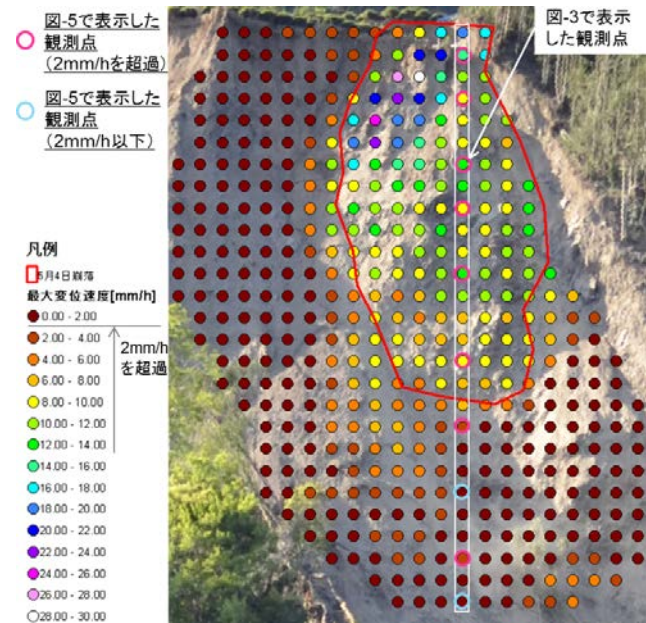 図-5で表示した
観測点
(2mm/hを超過)
図-5で表示した
観測点
(2mm/h以下)
図-3で表示
した観測点
凡例
5月4日崩落
最大変位速度[mm/h]
0.00 - 2.00
2.00 - 4.00
4.00 - 6.00
6.00 - 8.00
8.00 - 10.00
10.00 - 12.00
12.00 - 14.00
14.00 - 16.00
16.00 - 18.00
18.00 - 20.00
20.00 - 22.00
22.00 - 24.00
24.00 - 26.00
26.00 - 28.00
28.00 - 30.00
2mm/h
を超過